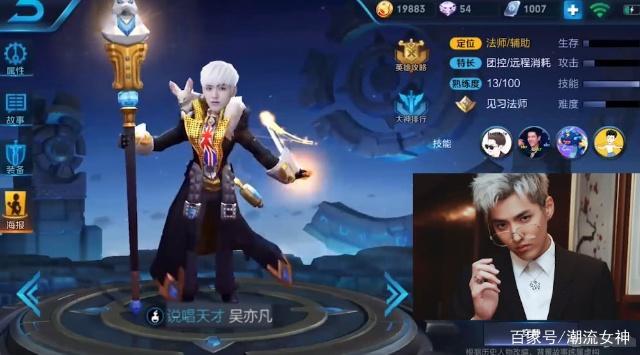 19883
54
1007
属性
故事
装备
海报
英雄攻略
大神排行
定位 法师/辅助
特长 团控/远程消耗
熟练度 13/100
见习法师
生存
攻击
技能
难度
技能
说唱天才 吴亦凡
百家号/潮流女神